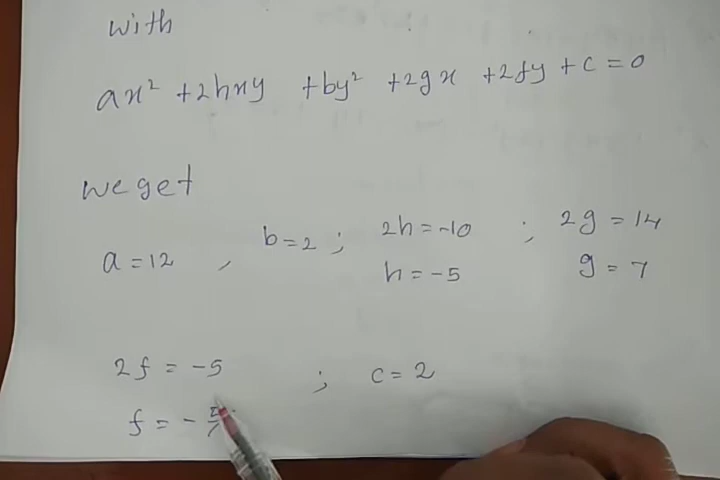 with
ax² + 2hxy + by² + 2gx + 2fy + c = 0
we get
a = 12 , b = 2 ; 2h = -10 ; 2g = 14
h = -5 g = 7
2f = -5 ; c = 2
f = -5/